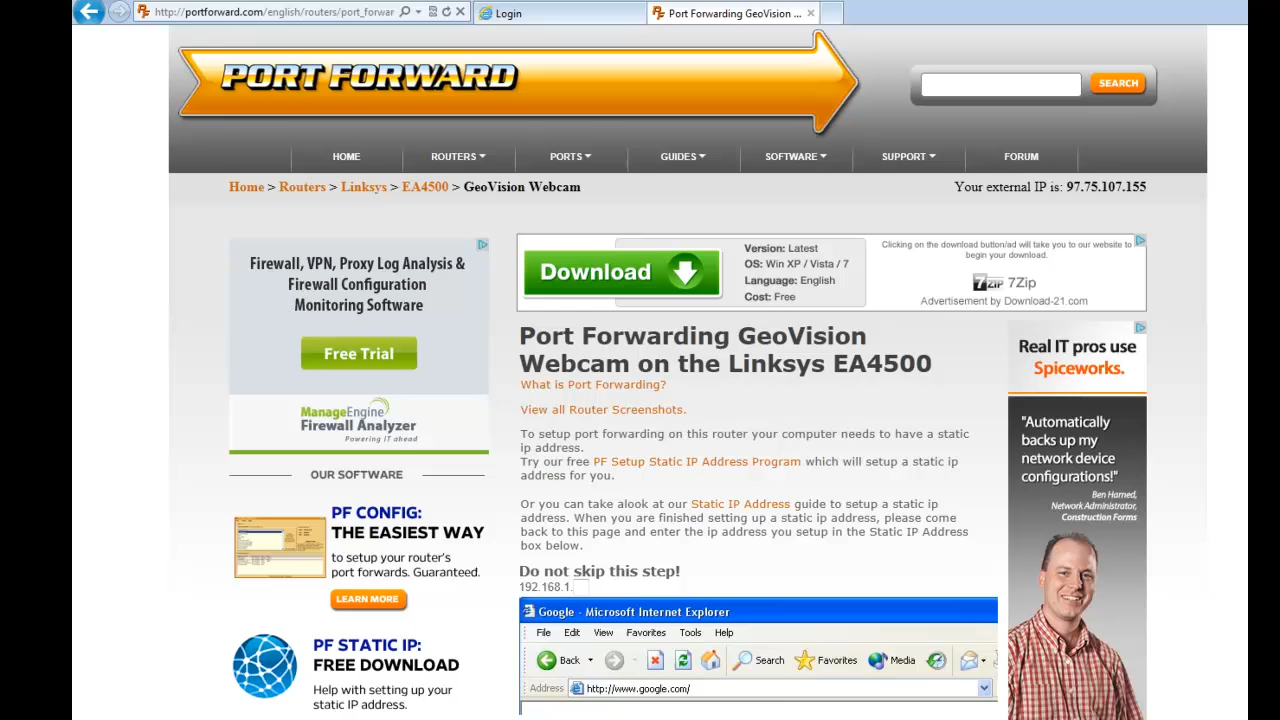 http://portforward.com/english/routers/port_forwar
Login
Port Forwarding GeoVision ...
PORT FORWARD
SEARCH
HOME
ROUTERS
PORTS
GUIDES
SOFTWARE
SUPPORT
FORUM
Home > Routers > Linksys > EA4500 > GeoVision Webcam
Your external IP is: 97.75.107.155
Firewall, VPN, Proxy Log Analysis &
Firewall Configuration
Monitoring Software
Free Trial
ManageEngine
Firewall Analyzer
Powering IT ahead
OUR SOFTWARE
PF CONFIG:
THE EASIEST WAY
to setup your router's
port forwards. Guaranteed.
LEARN MORE
PF STATIC IP:
FREE DOWNLOAD
Help with setting up your
static IP address.
Download
Version: Latest
OS: Win XP / Vista / 7
Language: English
Cost: Free
Clicking on the download button/ad will take you to our website to
begin your download.
7ZIP 7Zip
Advertisement by Download-21.com
Port Forwarding GeoVision
Webcam on the Linksys EA4500
What is Port Forwarding?
View all Router Screenshots.
To setup port forwarding on this router your computer needs to have a static
ip address.
Try our free PF Setup Static IP Address Program which will setup a static ip
address for you.
Or you can take alook at our Static IP Address guide to setup a static ip
address. When you are finished setting up a static ip address, please come
back to this page and enter the ip address you setup in the Static IP Address
box below.
Do not skip this step!
192.168.1.
Google - Microsoft Internet Explorer
File Edit View Favorites Tools Help
Back Search Favorites Media
Address http://www.google.com/
Real IT pros use
Spiceworks.
"Automatically
backs up my
network device
configurations!"
Ben Harned,
Network Administrator,
Construction Forms